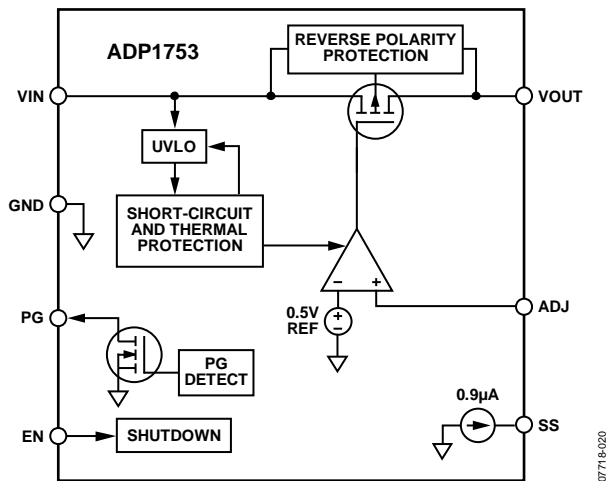 ADP1753
REVERSE POLARITY
PROTECTION
VIN
VOUT
UVLO
GND
SHORT-CIRCUIT
AND THERMAL
PROTECTION
PG
0.5V
REF
ADJ
PG
DETECT
0.9µA
EN
SHUTDOWN
SS
07718-020